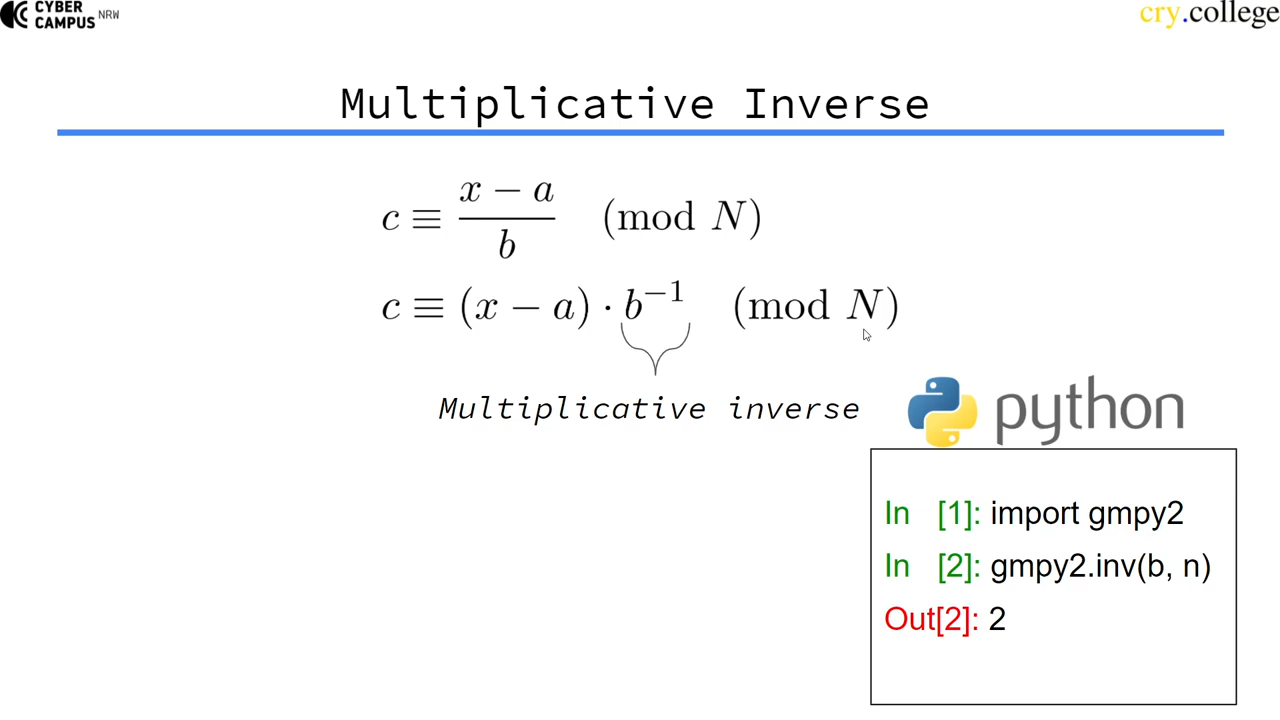 CYBER
CAMPUS NRW
cry.college
Multiplicative Inverse
c ≡ \frac{x − a}{b} (mod N)
c ≡ (x − a) · b^{−1} (mod N)
Multiplicative inverse
python
In [1]: import gmpy2
In [2]: gmpy2.inv(b, n)
Out[2]: 2